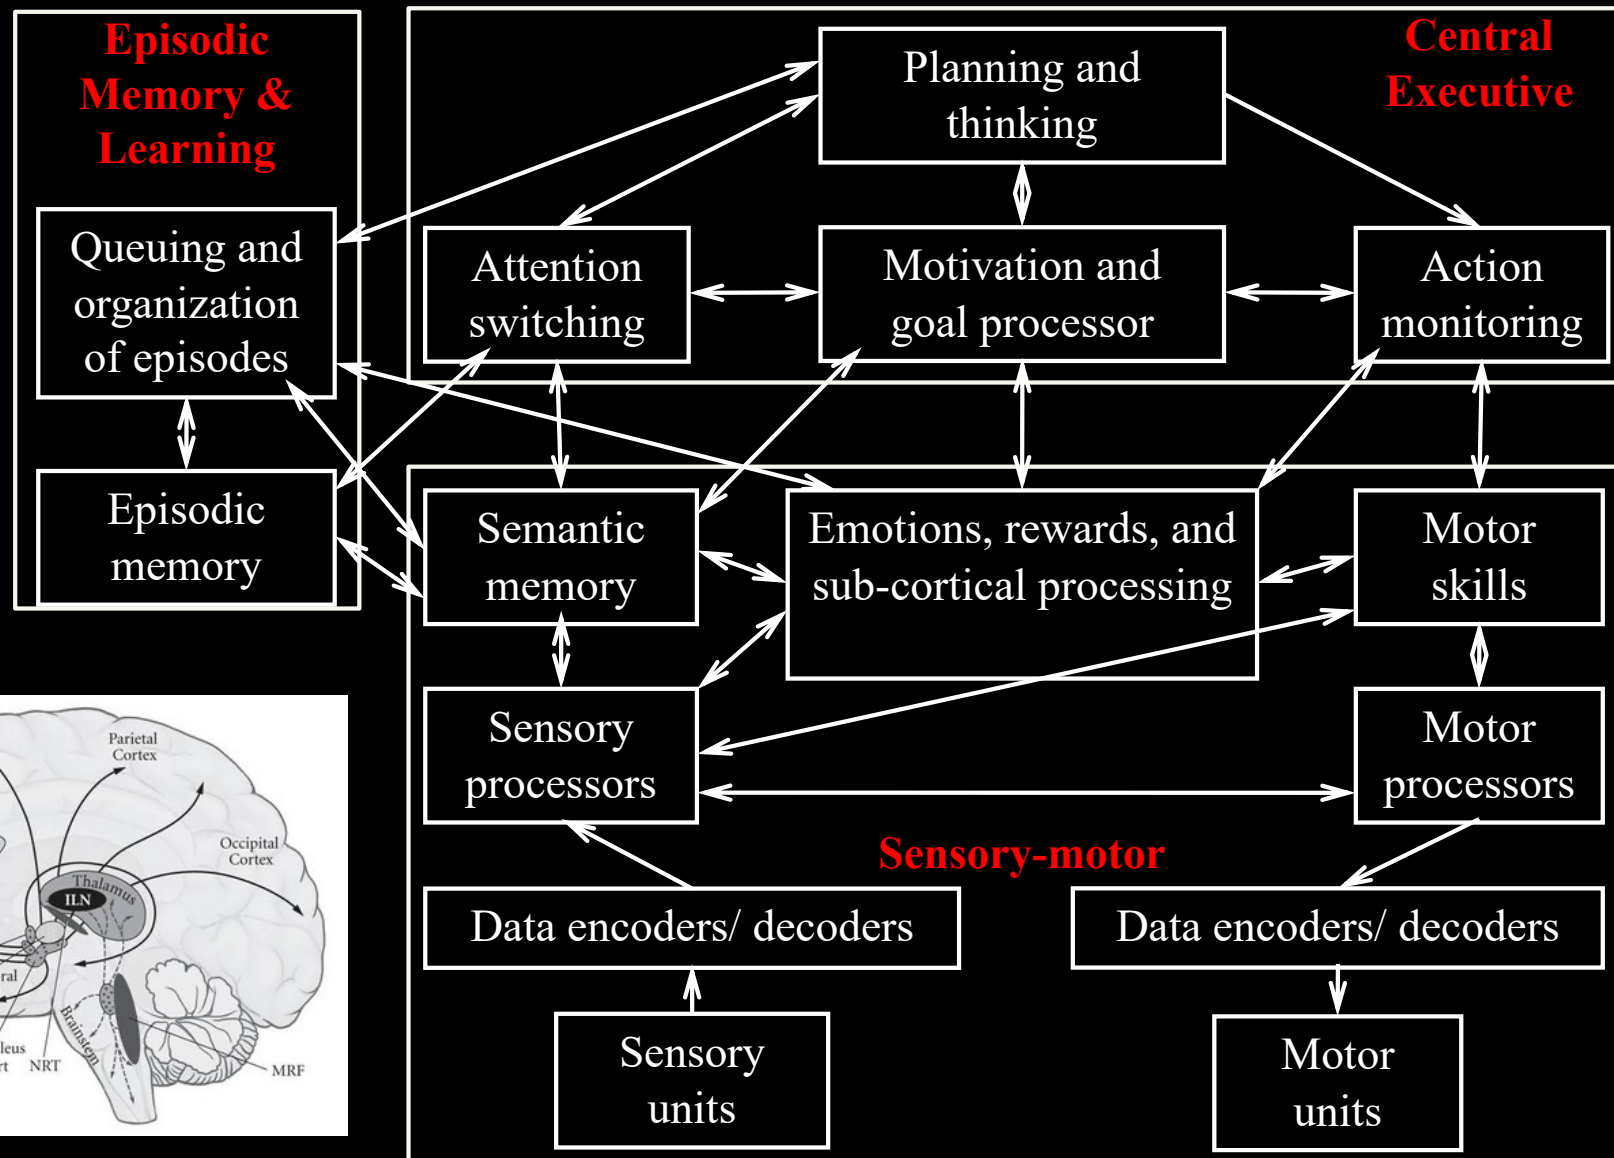 Episodic
Memory &
Learning
Central
Executive
Planning and
thinking
Queuing and
organization
of episodes
Attention
switching
Motivation and
goal processor
Action
monitoring
Episodic
memory
Semantic
memory
Emotions, rewards, and
sub-cortical processing
Motor
skills
Sensory
processors
Motor
processors
Sensory-motor
Data encoders/ decoders
Data encoders/ decoders
Sensory
units
Motor
units
Parietal
Cortex
Occipital
Cortex
Thalamus
ILN
Brainstem
NRT
MRF